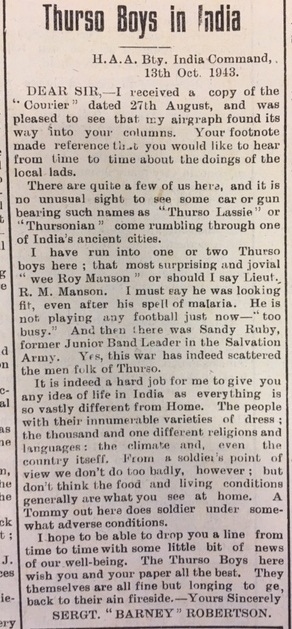 Thurso Boys in India
H.A.A. Bty. India Command,.
13th Oct. 1943.
DEAR SIR,—I received a copy of the
"Courier" dated 27th August, and was
pleased to see that my airgraph found its
way into your columns. Your footnote
made reference that you would like to hear
from time to time about the doings of the
local lads.
There are quite a few of us here, and it is
no unusual sight to see some car or gun
bearing such names as "Thurso Lassie" or
"Thursonian" come rumbling through one
of India's ancient cities.
I have run into one or two Thurso
boys here; that most surprising and jovial
"wee Roy Manson" or should I say Lieut.
R. M. Manson. I must say he was looking
fit, even after his spell of malaria. He is
not playing any football just now—"too
busy." And then there was Sandy Ruby,
former Junior Band Leader in the Salvation
Army. Yes, this war has indeed scattered
the men folk of Thurso.
It is indeed a hard job for me to give you
any idea of life in India as everything is
so vastly different from Home. The people
with their innumerable varieties of dress;
the thousand and one different religions and
languages: the climate and, even the
country itself. From a soldier's point of
view we don't do too badly, however; but
don't think the food and living conditions
generally are what you see at home. A
Tommy out here does soldier under some-
what adverse conditions.
I hope to be able to drop you a line from
time to time with some little bit of news
of our well-being. The Thurso Boys here
wish you and your paper all the best. They
themselves are all fine but longing to ge,
back to their ain fireside.—Yours Sincerely
SERGT. "BARNEY" ROBERTSON.